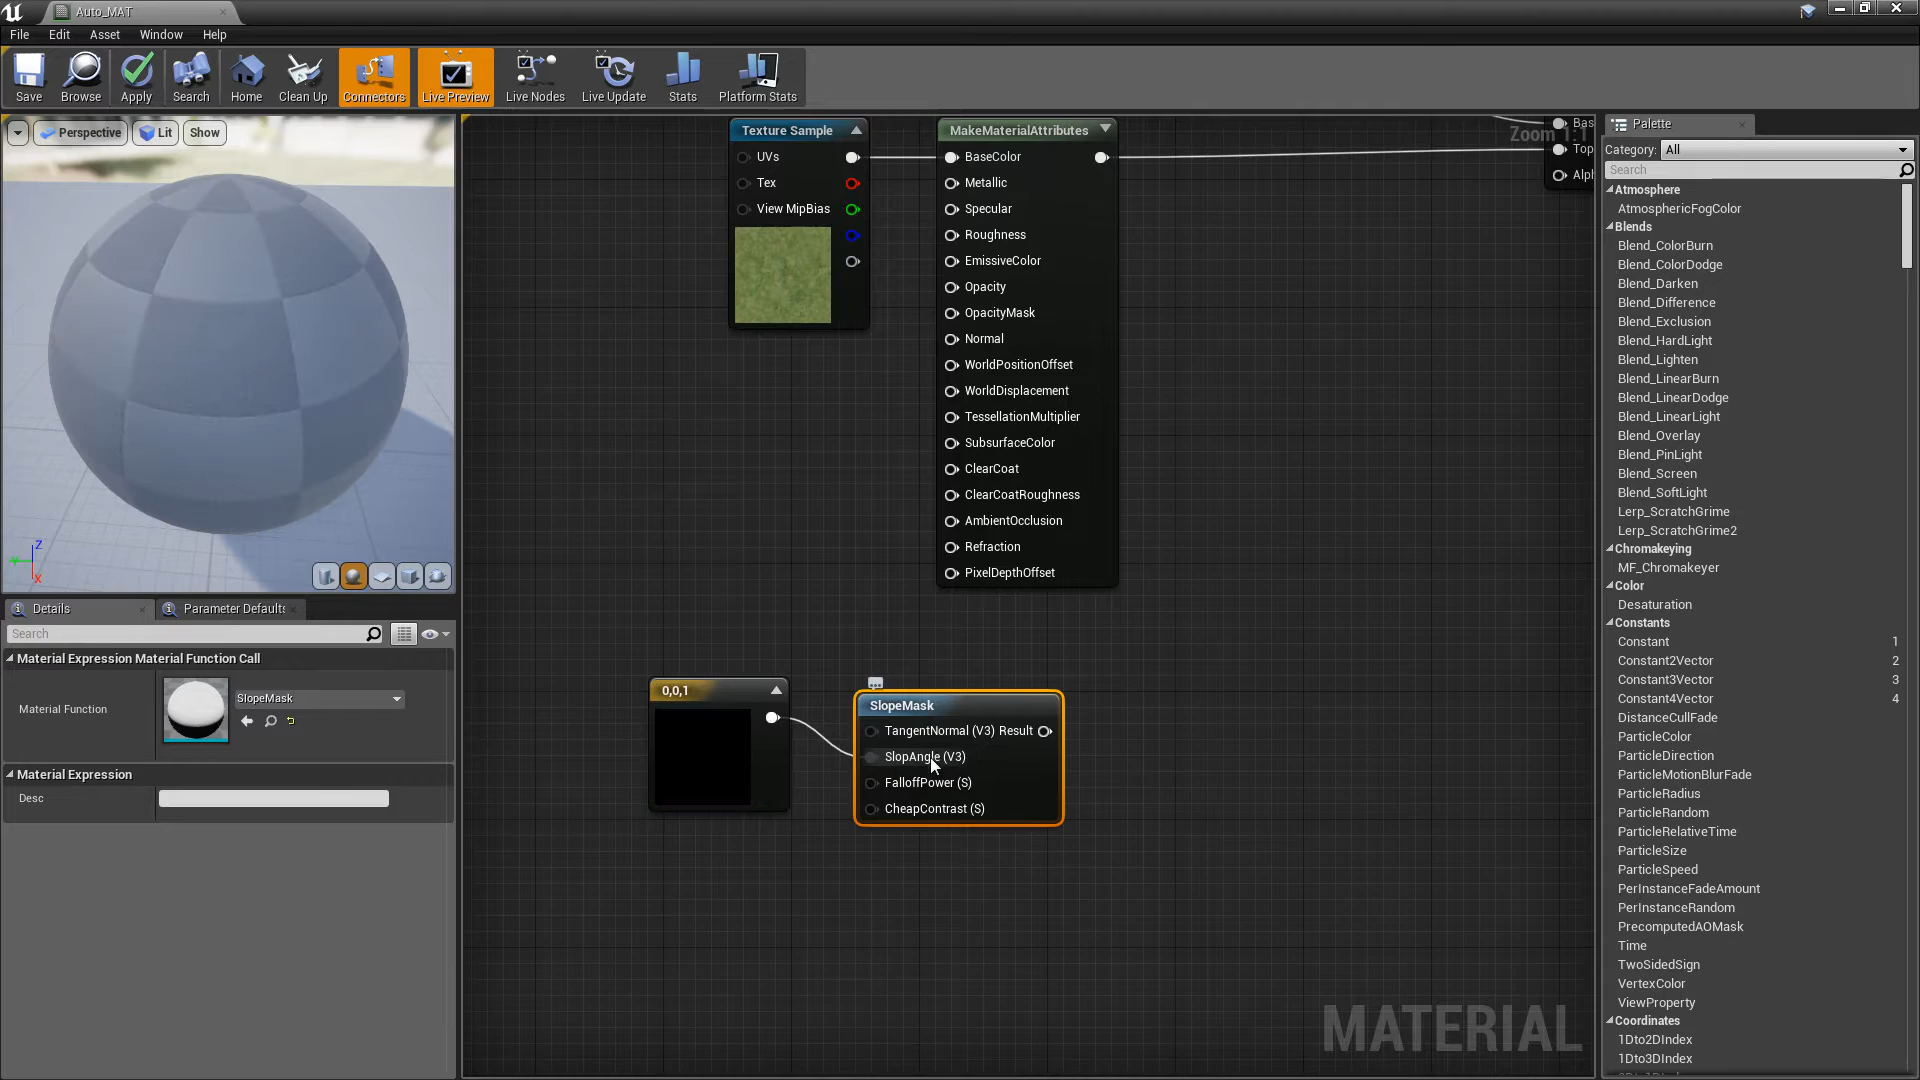 Auto_MAT
File Edit Asset Window Help
Save Browse Apply Search Home Clean Up Connectors Live Preview Live Nodes Live Update Stats Platform Stats
Perspective Lit Show
Z
Y
X
Details Parameter Defaults
Search
Material Expression Material Function Call
Material Function SlopeMask
Material Expression
Desc
Zoom 1:1
Texture Sample
UVs
Tex
View MipBias
MakeMaterialAttributes
BaseColor
Metallic
Specular
Roughness
EmissiveColor
Opacity
OpacityMask
Normal
WorldPositionOffset
WorldDisplacement
TessellationMultiplier
SubsurfaceColor
ClearCoat
ClearCoatRoughness
AmbientOcclusion
Refraction
PixelDepthOffset
Bas
Top
Alph
0,0,1
SlopeMask
TangentNormal (V3) Result
SlopAngle (V3)
FalloffPower (S)
CheapContrast (S)
MATERIAL
Palette
Category: All
Search
Atmosphere
AtmosphericFogColor
Blends
Blend_ColorBurn
Blend_ColorDodge
Blend_Darken
Blend_Difference
Blend_Exclusion
Blend_HardLight
Blend_Lighten
Blend_LinearBurn
Blend_LinearDodge
Blend_LinearLight
Blend_Overlay
Blend_PinLight
Blend_Screen
Blend_SoftLight
Lerp_ScratchGrime
Lerp_ScratchGrime2
Chromakeying
MF_Chromakeyer
Color
Desaturation
Constants
Constant 1
Constant2Vector 2
Constant3Vector 3
Constant4Vector 4
DistanceCullFade
ParticleColor
ParticleDirection
ParticleMotionBlurFade
ParticleRadius
ParticleRandom
ParticleRelativeTime
ParticleSize
ParticleSpeed
PerInstanceFadeAmount
PerInstanceRandom
PrecomputedAOMask
Time
TwoSidedSign
VertexColor
ViewProperty
Coordinates
1Dto2DIndex
1Dto3DIndex